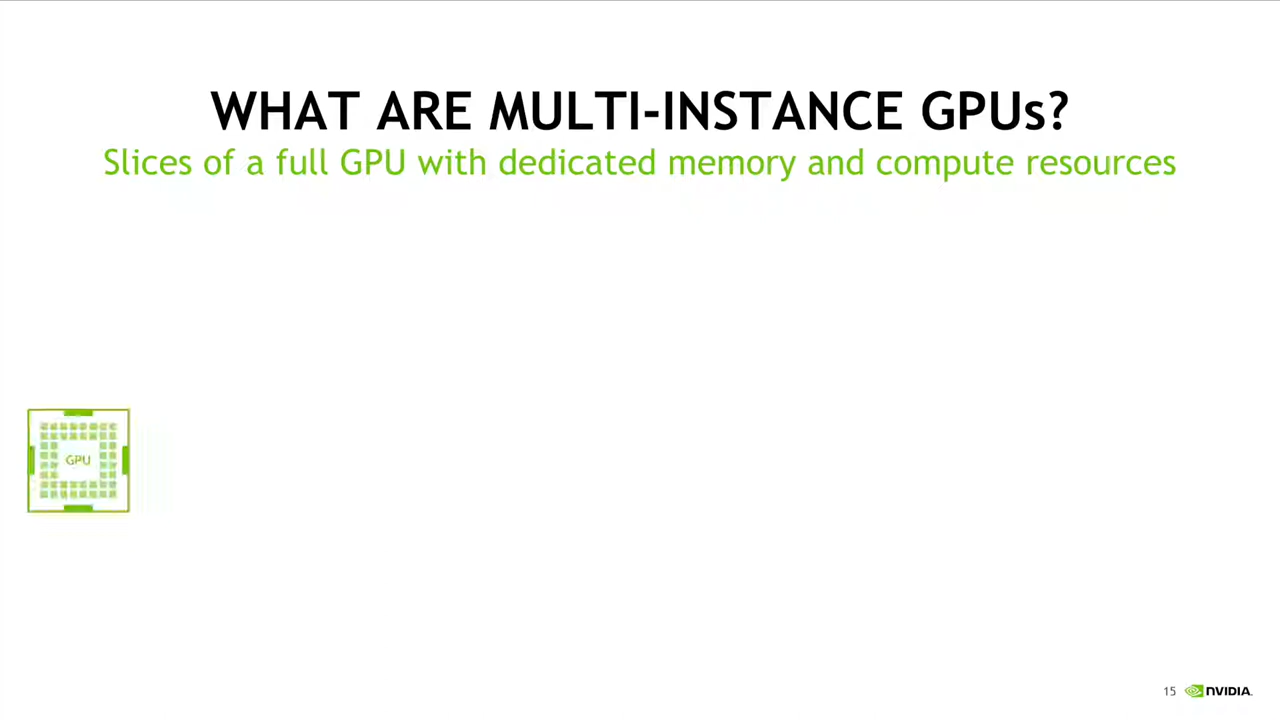 WHAT ARE MULTI-INSTANCE GPUs?
Slices of a full GPU with dedicated memory and compute resources
GPU
15 NVIDIA.